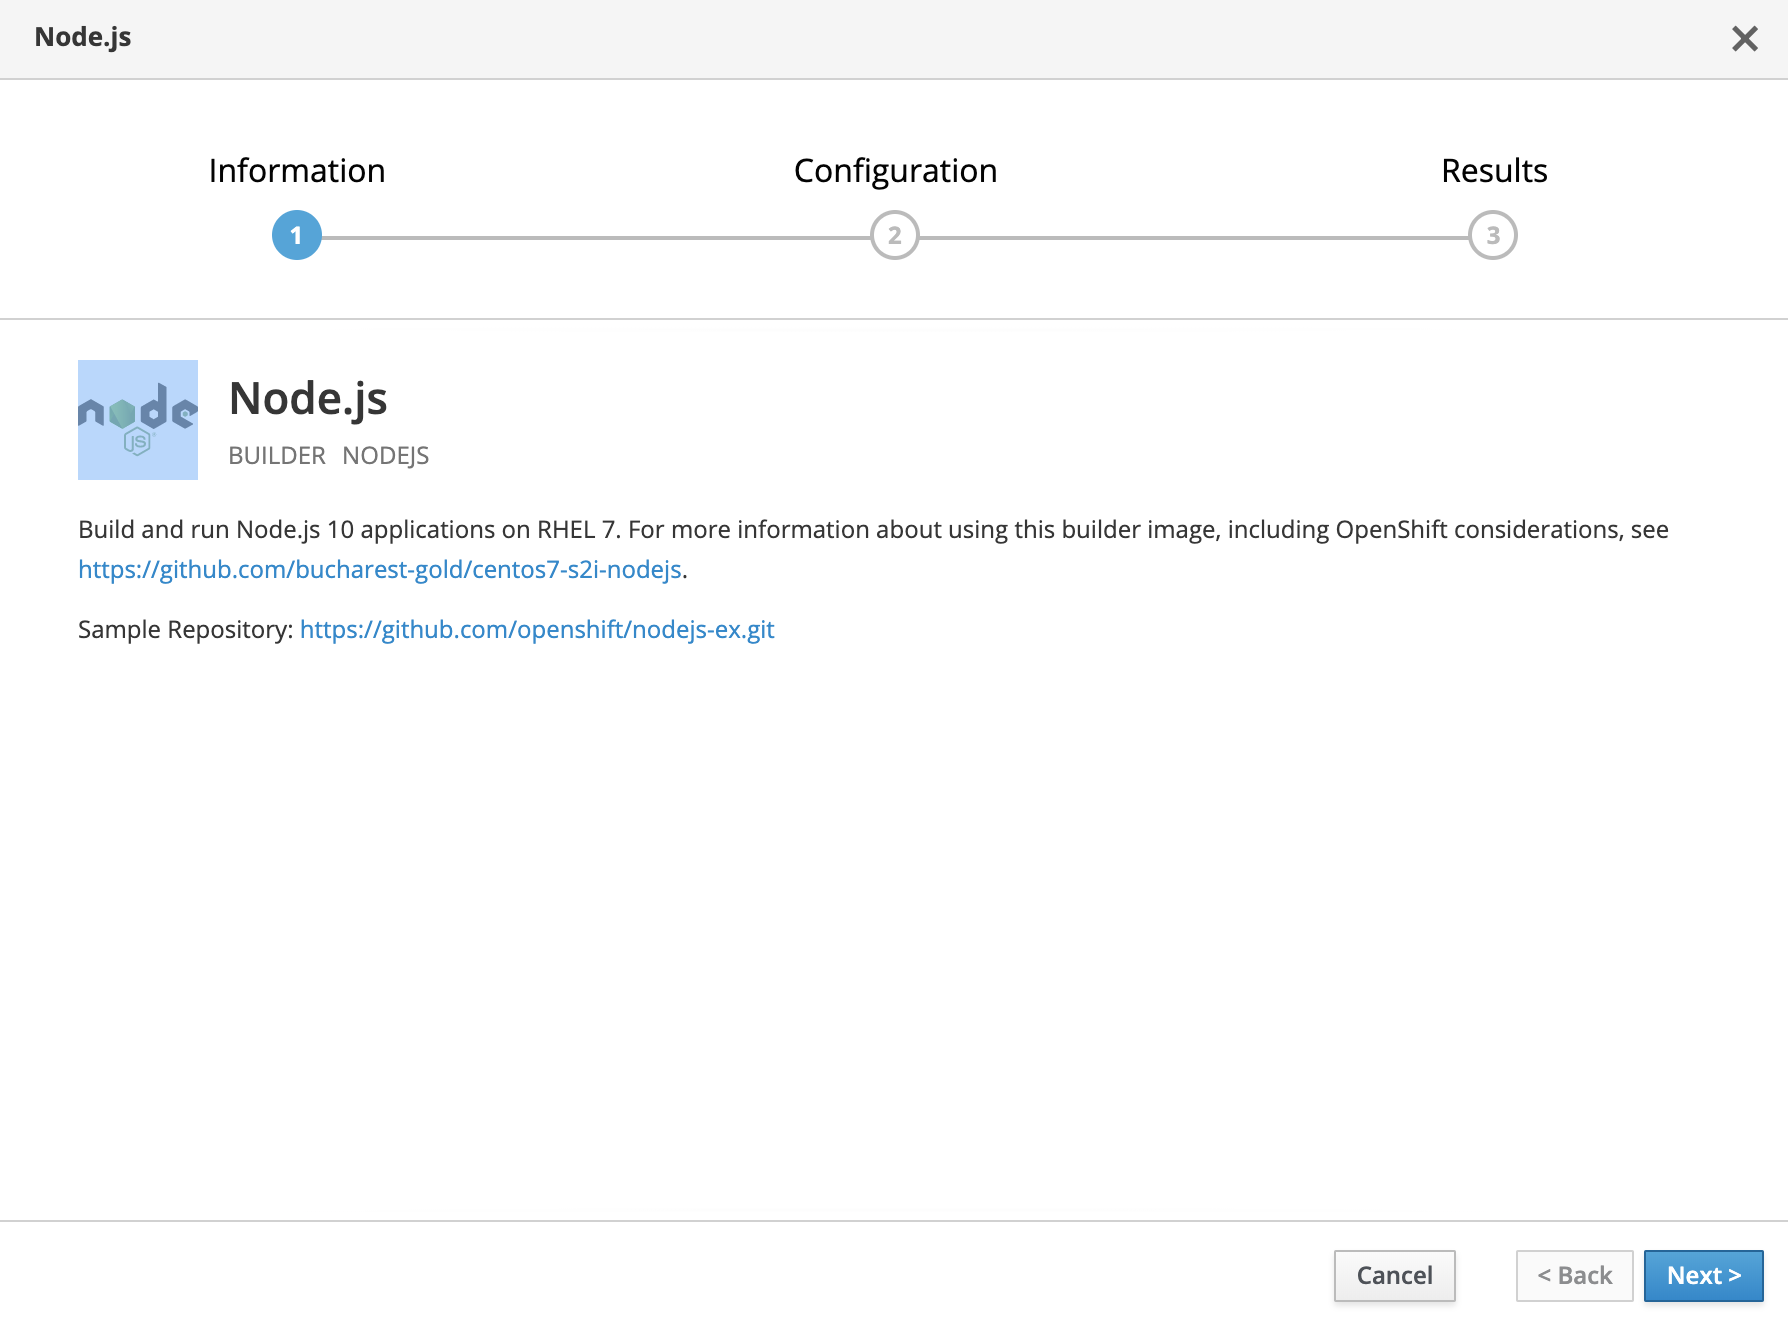 Node.js
Information
Configuration
Results
1
2
3
node
JS
Node.js
BUILDER NODEJS
Build and run Node.js 10 applications on RHEL 7. For more information about using this builder image, including OpenShift considerations, see
https://github.com/bucharest-gold/centos7-s2i-nodejs.
Sample Repository: https://github.com/openshift/nodejs-ex.git
Cancel
< Back
Next >